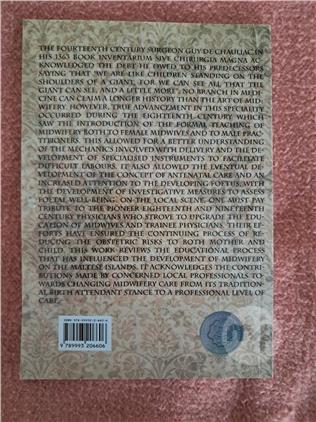 THE FOURTEENTH CENTURY SURGEON GUY DE CHAULIAC IN
HIS 1363 BOOK INVENTARIUM SIVE CHIRURGIA MAGNA AC-
KNOWLEDGED THE DEBT HE OWED TO HIS PREDECESSORS
SAYING THAT "WE ARE LIKE CHILDREN STANDING ON THE
SHOULDERS OF A GIANT, FOR WE CAN SEE ALL THAT THE
GIANT CAN SEE, AND A LITTLE MORE". NO BRANCH IN MEDI-
CINE CAN CLAIM A LONGER HISTORY THAN THE ART OF MID-
WIFERY. HOWEVER, TRUE ADVANCEMENT IN THIS SPECIALITY
OCCURRED DURING THE EIGHTEENTH CENTURY WHICH
SAW THE INTRODUCTION OF THE FORMAL TEACHING OF
MIDWIFERY BOTH TO FEMALE MIDWIVES AND TO MALE PRAC-
TITIONERS. THIS ALLOWED FOR A BETTER UNDERSTANDING
OF THE MECHANICS INVOLVED WITH DELIVERY AND THE DE-
VELOPMENT OF SPECIALISED INSTRUMENTS TO FACILITATE
DIFFICULT LABOURS. IT ALSO ALLOWED THE EVENTUAL DE-
VELOPMENT OF THE CONCEPT OF ANTENATAL CARE AND AN
INCREASED ATTENTION TO THE DEVELOPING FOETUS, WITH
THE DEVELOPMENT OF INVESTIGATIVE MEASURES TO ASSESS
FOETAL WELL-BEING. ON THE LOCAL SCENE, ONE MUST PAY
TRIBUTE TO THE PIONEER EIGHTEENTH AND NINETEENTH
CENTURY PHYSICIANS WHO STROVE TO UPGRADE THE EDU-
CATION OF MIDWIVES AND TRAINEE PHYSICIANS. THEIR EF-
FORTS HAVE ENSURED THE CONTINUING PROCESS OF RE-
DUCING THE OBSTETRIC RISKS TO BOTH MOTHER AND
CHILD. THIS WORK REVIEWS THE EDUCATIONAL PROCESS
THAT HAS INFLUENCED THE DEVELOPMENT OF MIDWIFERY
ON THE MALTESE ISLANDS. IT ACKNOWLEDGES THE CONTRIB-
UTION MADE BY CONCERNED LOCAL PROFESSIONALS TO-
WARDS CHANGING MIDWIFERY CARE FROM ITS TRADITION-
AL BIRTH ATTENDANT STANCE TO A PROFESSIONAL LEVEL OF
CARE.
9 789993 206606